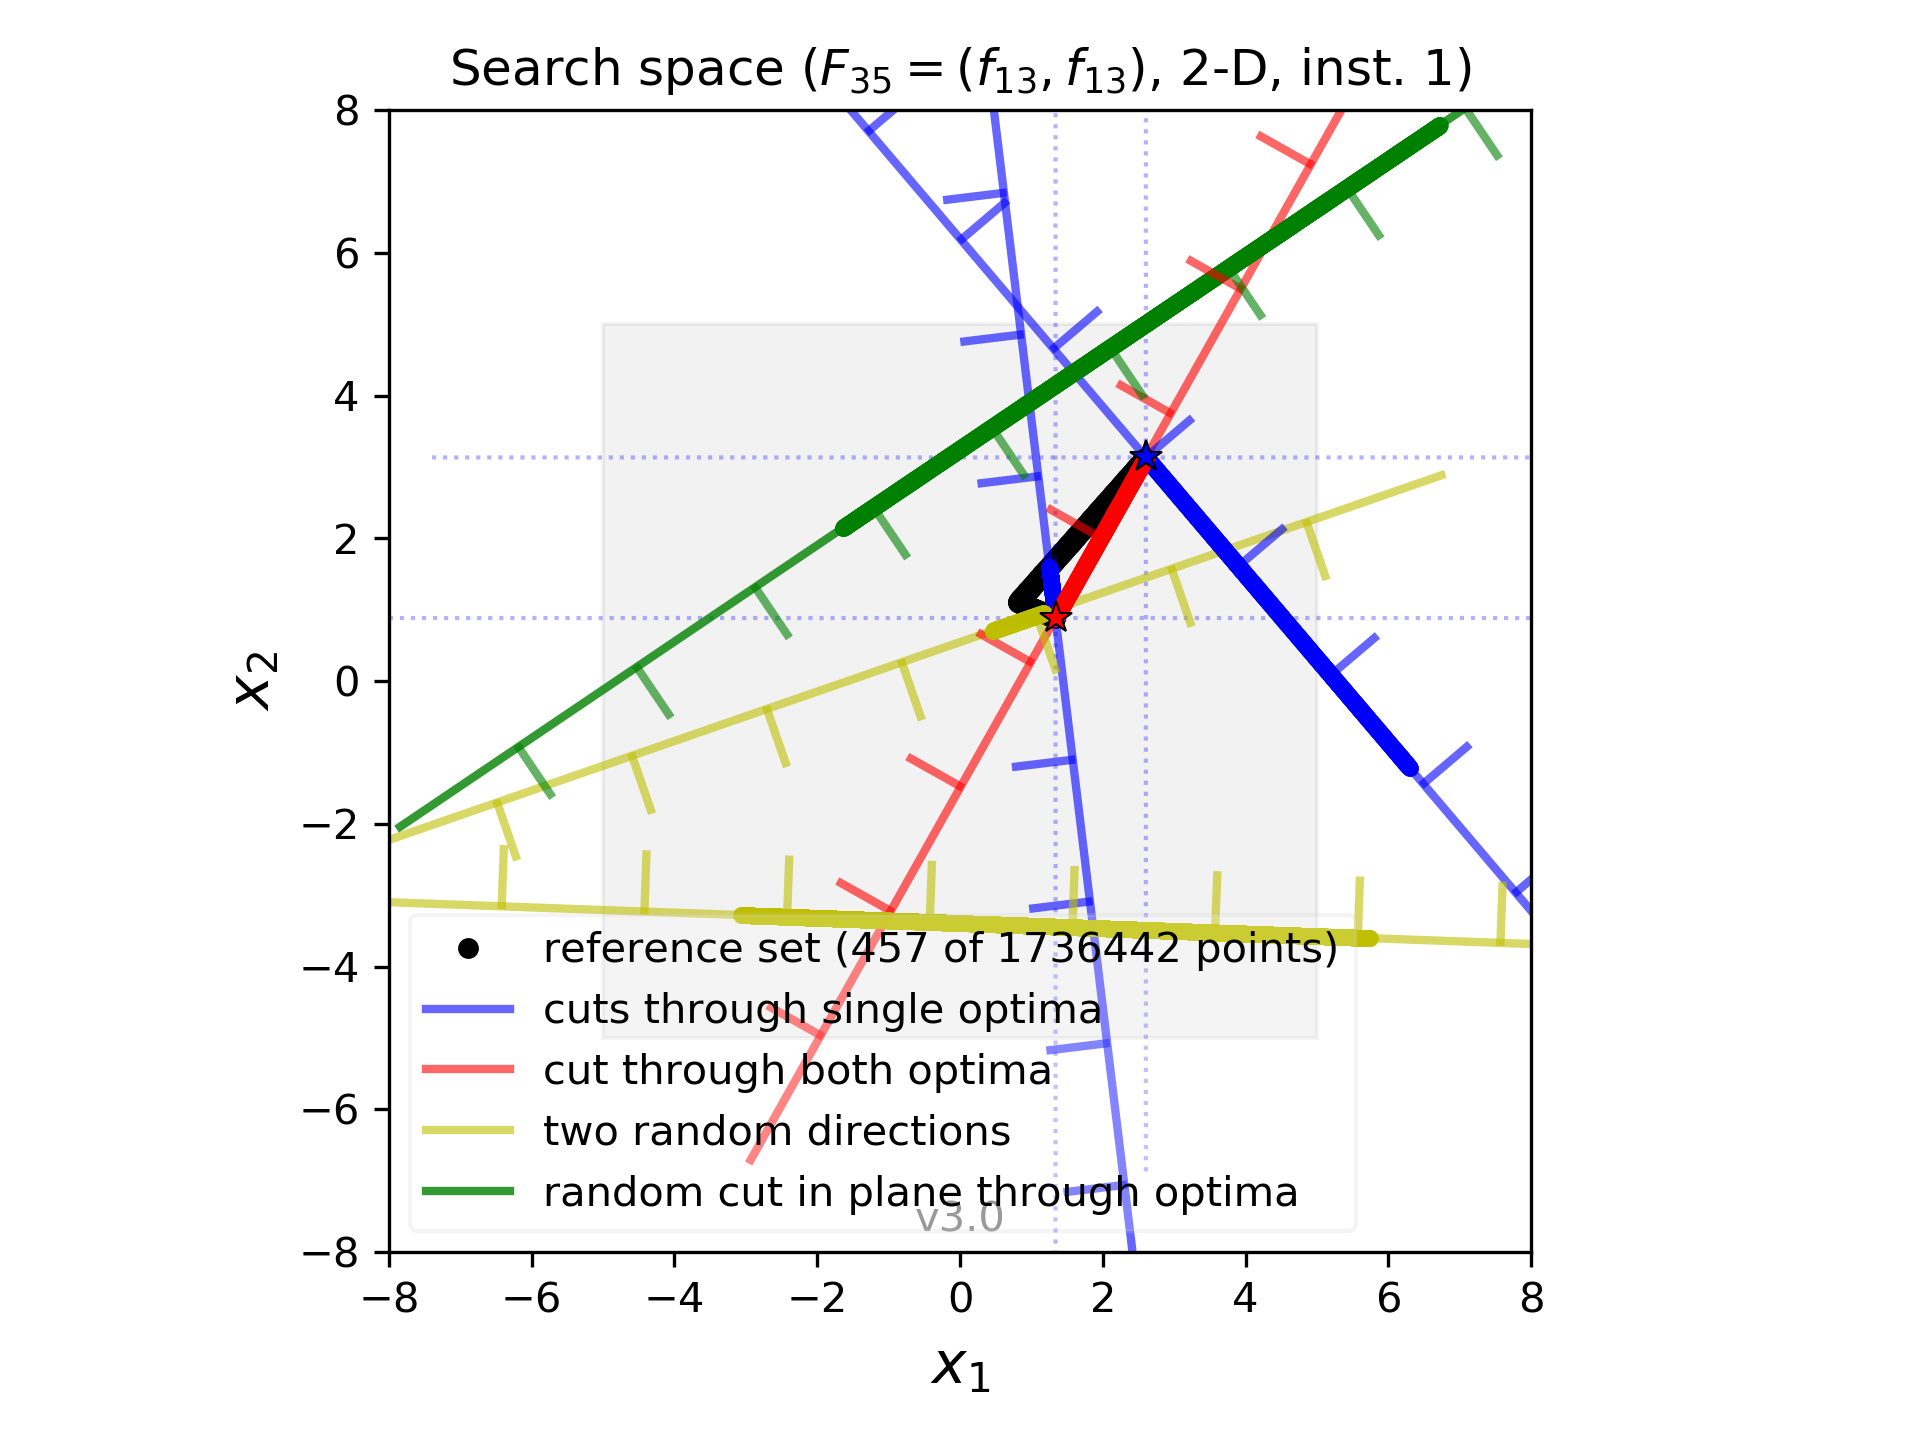 Search space (F₃₅ = (f₁₃, f₁₃), 2-D, inst. 1)
8
6
4
2
0
−2
−4
−6
−8
x₂
reference set (457 of 1736442 points)
cuts through single optima
cut through both optima
two random directions
random cut in plane through optima
v3.0
−8 −6 −4 −2 0 2 4 6 8
x₁